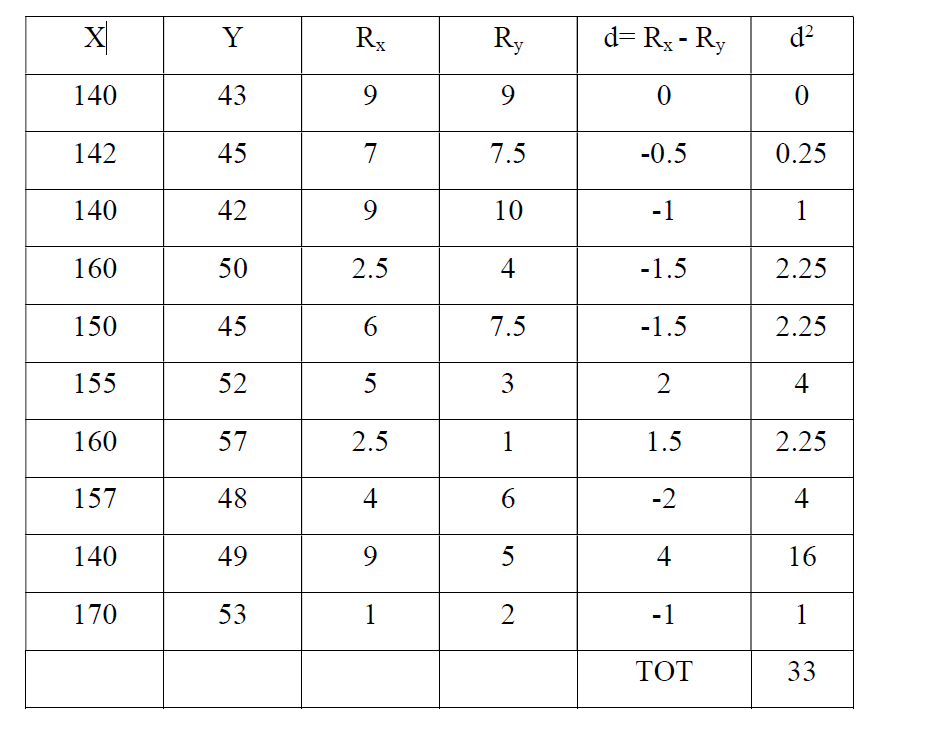 X Y Rx Ry d= Rx - Ry d²
140 43 9 9 0 0
142 45 7 7.5 -0.5 0.25
140 42 9 10 -1 1
160 50 2.5 4 -1.5 2.25
150 45 6 7.5 -1.5 2.25
155 52 5 3 2 4
160 57 2.5 1 1.5 2.25
157 48 4 6 -2 4
140 49 9 5 4 16
170 53 1 2 -1 1
TOT 33